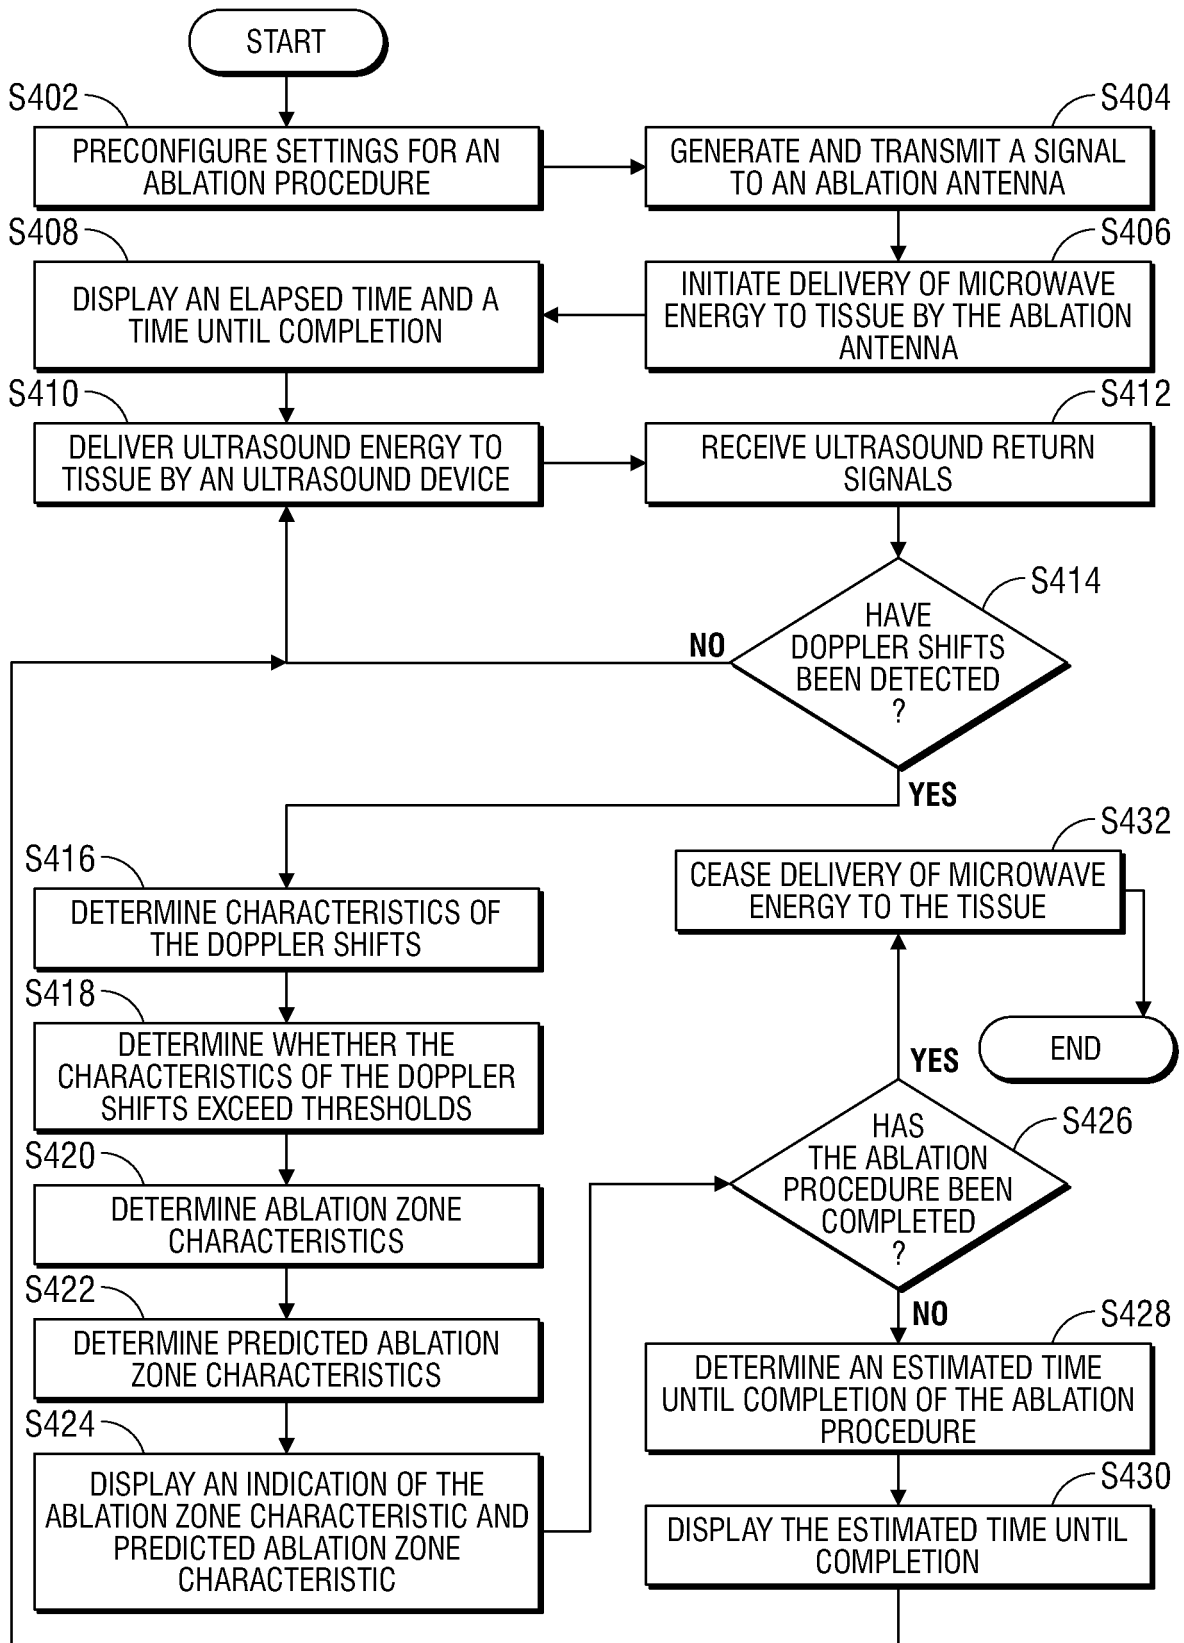 START
S402
PRECONFIGURE SETTINGS FOR AN
ABLATION PROCEDURE
S404
GENERATE AND TRANSMIT A SIGNAL
TO AN ABLATION ANTENNA
S406
INITIATE DELIVERY OF MICROWAVE
ENERGY TO TISSUE BY THE ABLATION
ANTENNA
S408
DISPLAY AN ELAPSED TIME AND A
TIME UNTIL COMPLETION
S410
DELIVER ULTRASOUND ENERGY TO
TISSUE BY AN ULTRASOUND DEVICE
S412
RECEIVE ULTRASOUND RETURN
SIGNALS
S414
HAVE
DOPPLER SHIFTS
BEEN DETECTED
?
NO
YES
S416
DETERMINE CHARACTERISTICS OF
THE DOPPLER SHIFTS
S418
DETERMINE WHETHER THE
CHARACTERISTICS OF THE DOPPLER
SHIFTS EXCEED THRESHOLDS
S420
DETERMINE ABLATION ZONE
CHARACTERISTICS
S422
DETERMINE PREDICTED ABLATION
ZONE CHARACTERISTICS
S424
DISPLAY AN INDICATION OF THE
ABLATION ZONE CHARACTERISTIC AND
PREDICTED ABLATION ZONE
CHARACTERISTIC
S426
HAS
THE ABLATION
PROCEDURE BEEN
COMPLETED
?
YES
NO
S432
CEASE DELIVERY OF MICROWAVE
ENERGY TO THE TISSUE
END
S428
DETERMINE AN ESTIMATED TIME
UNTIL COMPLETION OF THE ABLATION
PROCEDURE
S430
DISPLAY THE ESTIMATED TIME UNTIL
COMPLETION